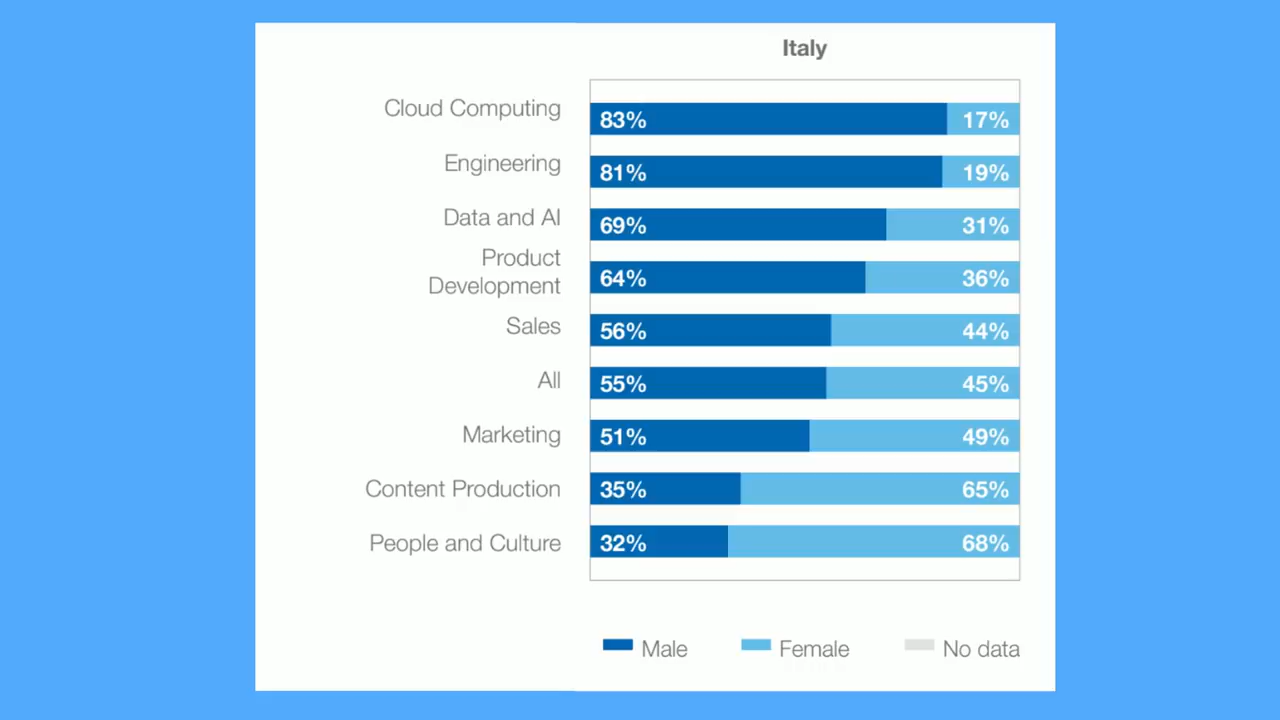 Italy
Cloud Computing 83% 17%
Engineering 81% 19%
Data and AI 69% 31%
Product
Development 64% 36%
Sales 56% 44%
All 55% 45%
Marketing 51% 49%
Content Production 35% 65%
People and Culture 32% 68%
Male Female No data